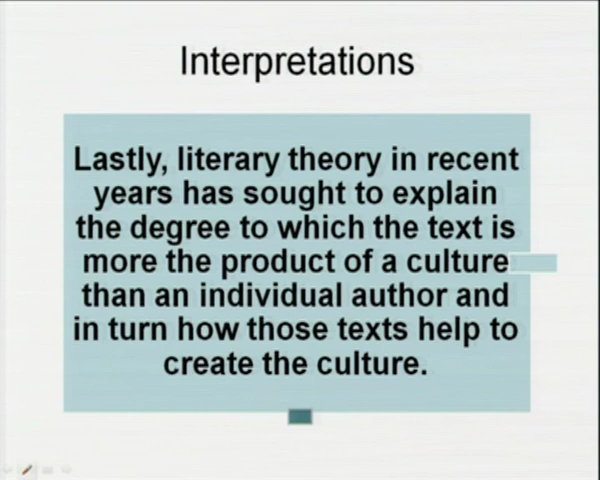 Interpretations
Lastly, literary theory in recent
years has sought to explain
the degree to which the text is
more the product of a culture
than an individual author and
in turn how those texts help to
create the culture.